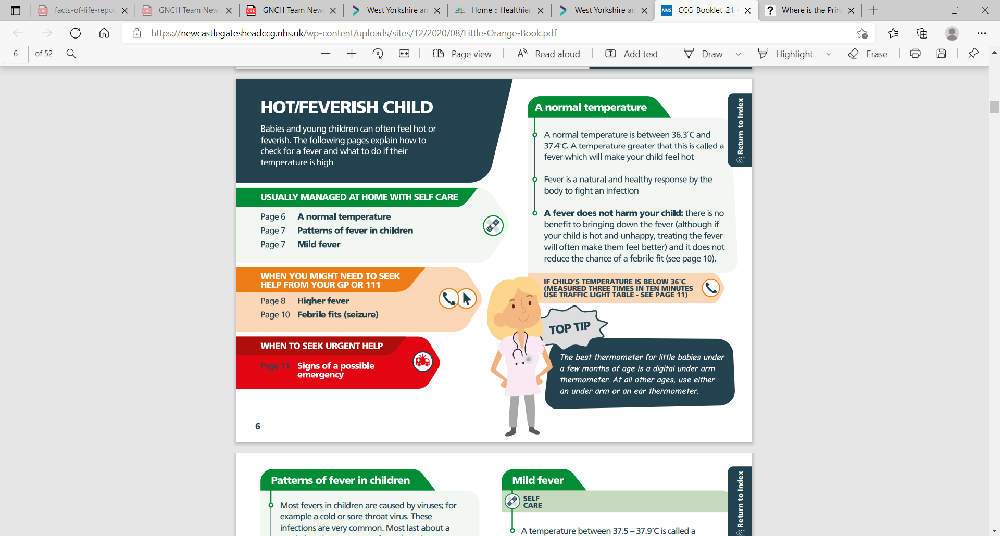 facts-of-life-repor
GNCH Team News
GNCH Team News
West Yorkshire an
Home :: Healthier
West Yorkshire an
NHS
CCG_Booklet_21_
?
Where is the Prin
https://newcastlegatesheadccg.nhs.uk/wp-content/uploads/sites/12/2020/08/Little-Orange-Book.pdf
6
of 52
Page view
Read aloud
Add text
Draw
Highlight
Erase
HOT/FEVERISH CHILD
Babies and young children can often feel hot or
feverish. The following pages explain how to
check for a fever and what to do if their
temperature is high.
USUALLY MANAGED AT HOME WITH SELF CARE
Page 6 A normal temperature
Page 7 Patterns of fever in children
Page 7 Mild fever
WHEN YOU MIGHT NEED TO SEEK
HELP FROM YOUR GP OR 111
Page 8 Higher fever
Page 10 Febrile fits (seizure)
WHEN TO SEEK URGENT HELP
Page 11 Signs of a possible
emergency
6
A normal temperature
A normal temperature is between 36.3˚C and
37.4˚C. A temperature greater that this is called a
fever which will make your child feel hot
Fever is a natural and healthy response by the
body to fight an infection
A fever does not harm your child: there is no
benefit to bringing down the fever (although if
your child is hot and unhappy, treating the fever
will often make them feel better) and it does not
reduce the chance of a febrile fit (see page 10).
IF CHILD'S TEMPERATURE IS BELOW 36˚C
(MEASURED THREE TIMES IN TEN MINUTES
USE TRAFFIC LIGHT TABLE - SEE PAGE 11)
TOP TIP
The best thermometer for little babies under
a few months of age is a digital under arm
thermometer. At all other ages, use either
an under arm or an ear thermometer.
Return to Index
Patterns of fever in children
Most fevers in children are caused by viruses; for
example a cold or sore throat virus. These
infections are very common. Most last about a
Mild fever
SELF
CARE
A temperature between 37.5 – 37.9˚C is called a
Return to Index